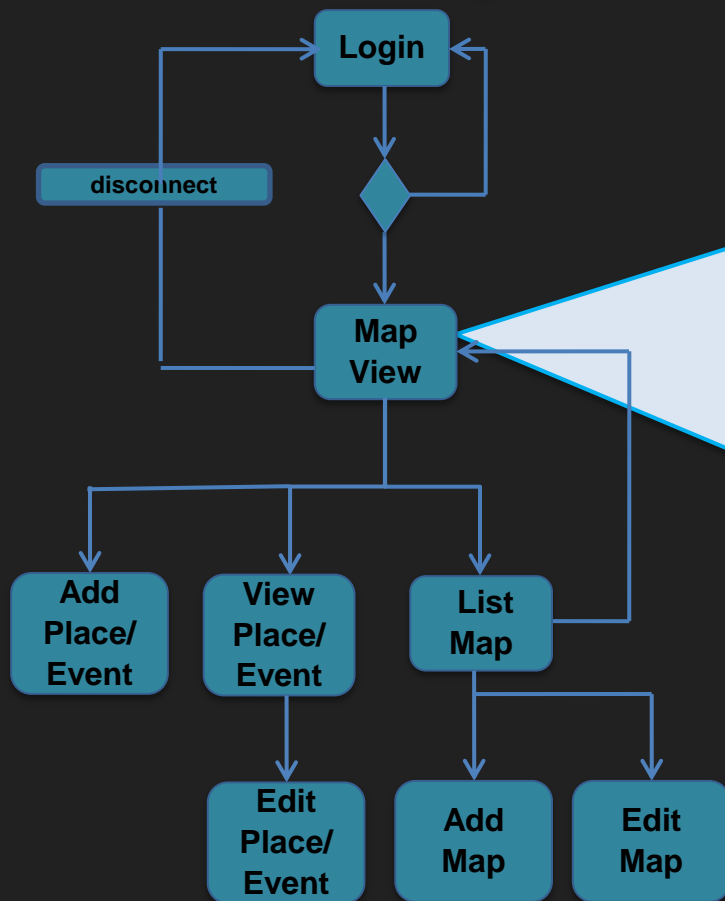 Login
disconnect
Map
View
Add
Place/
Event
View
Place/
Event
List
Map
Edit
Place/
Event
Add
Map
Edit
Map